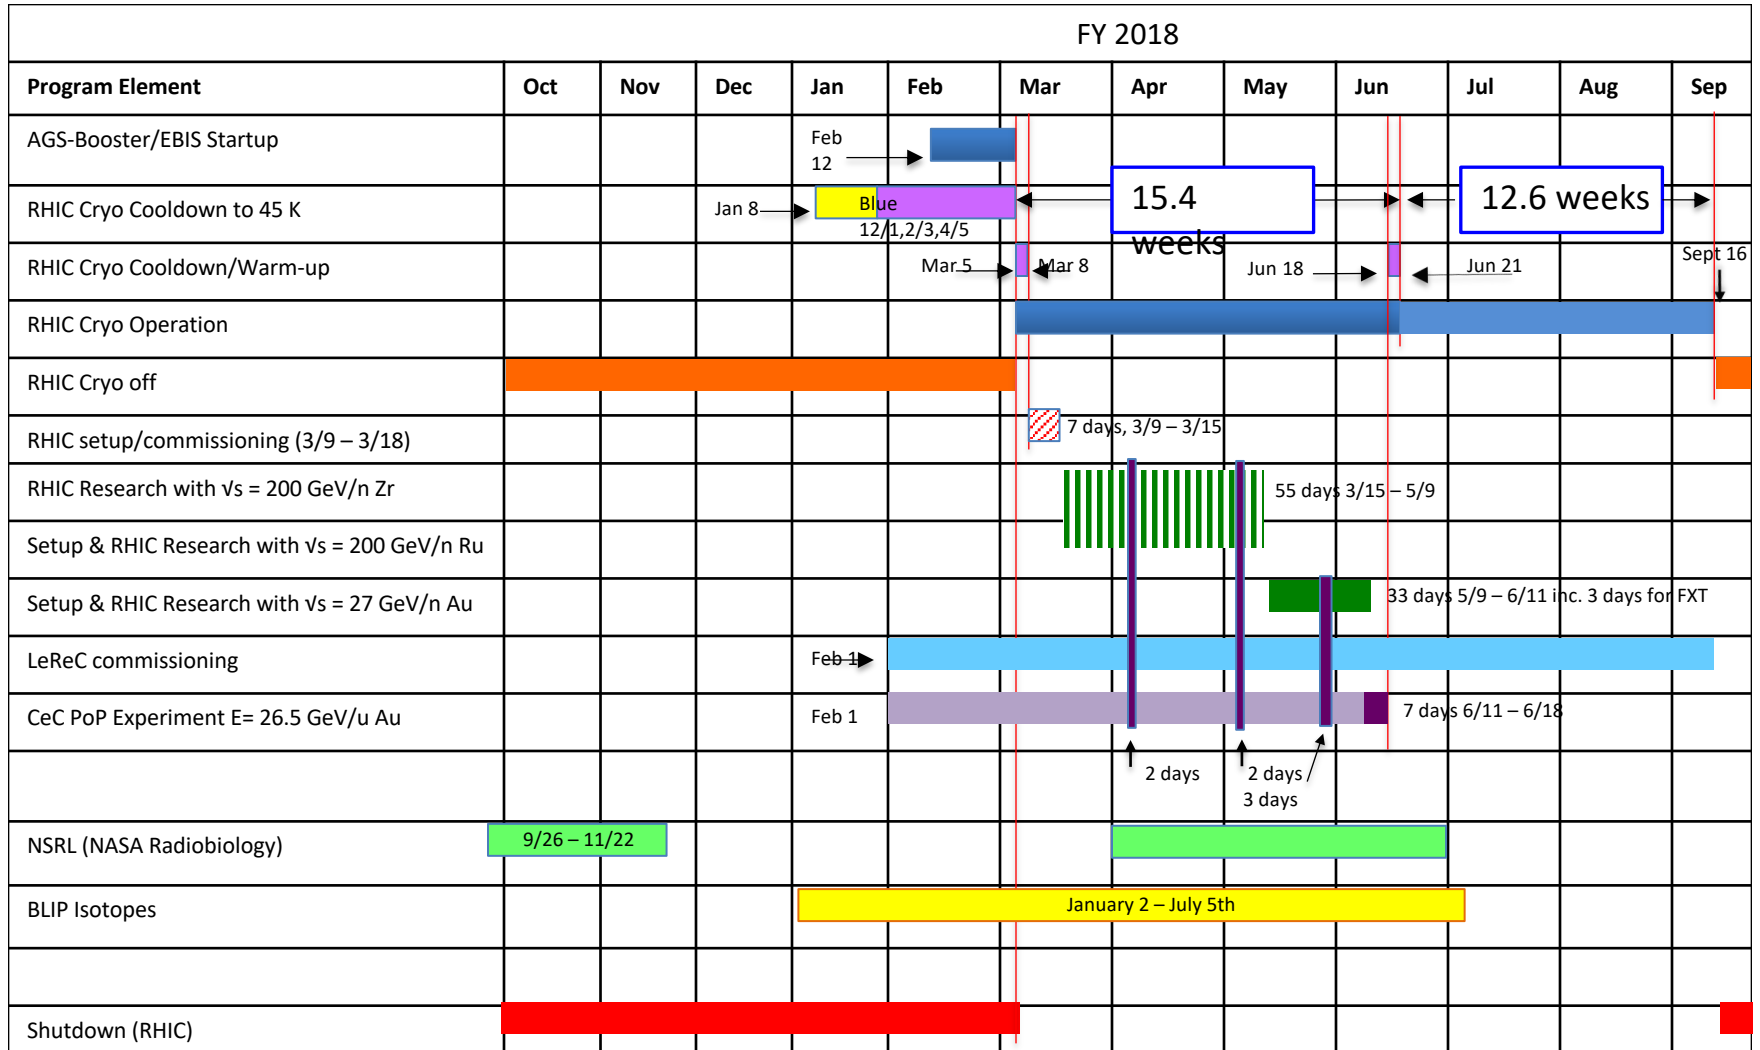 FY 2018
Program Element Oct Nov Dec Jan Feb Mar Apr May Jun Jul Aug Sep
AGS-Booster/EBIS Startup
Feb
12
RHIC Cryo Cooldown to 45 K
Jan 8
Blue
12/1,2/3,4/5
15.4
weeks
12.6 weeks
RHIC Cryo Cooldown/Warm-up
Mar 5
Mar 8
Jun 18
Jun 21
Sept 16
RHIC Cryo Operation
RHIC Cryo off
RHIC setup/commissioning (3/9 – 3/18)
7 days, 3/9 – 3/15
RHIC Research with √s = 200 GeV/n Zr
55 days 3/15 – 5/9
Setup & RHIC Research with √s = 200 GeV/n Ru
Setup & RHIC Research with √s = 27 GeV/n Au
33 days 5/9 – 6/11 inc. 3 days for FXT
LeReC commissioning
Feb 1
CeC PoP Experiment E= 26.5 GeV/u Au
Feb 1
7 days 6/11 – 6/18
2 days
2 days
3 days
NSRL (NASA Radiobiology)
9/26 – 11/22
BLIP Isotopes
January 2 – July 5th
Shutdown (RHIC)